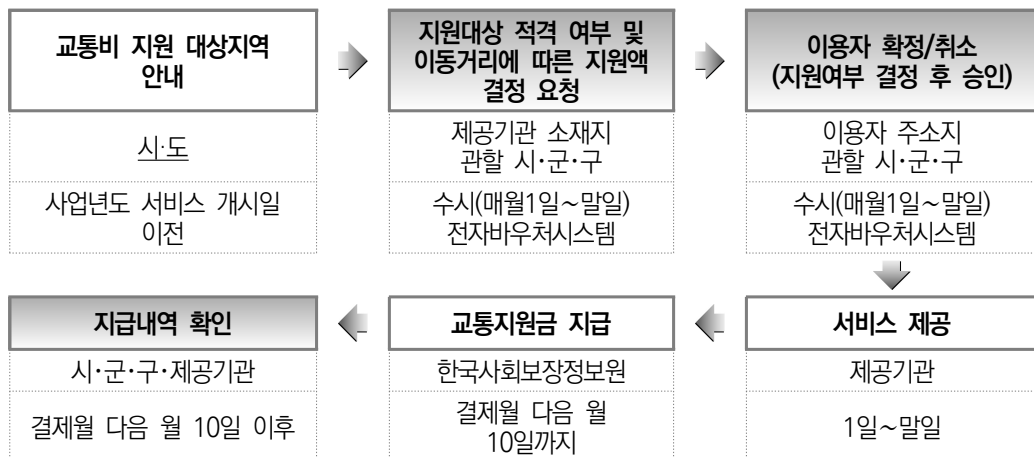 교통비 지원 대상지역
안내
시·도
사업년도 서비스 개시일
이전
지원대상 적격 여부 및
이동거리에 따른 지원액
결정 요청
제공기관 소재지
관할 시·군·구
수시(매월1일~말일)
전자바우처시스템
이용자 확정/취소
(지원여부 결정 후 승인)
이용자 주소지
관할 시·군·구
수시(매월1일~말일)
전자바우처시스템
서비스 제공
제공기관
1일~말일
교통지원금 지급
한국사회보장정보원
결제월 다음 월
10일까지
지급내역 확인
시·군·구·제공기관
결제월 다음 월 10일 이후